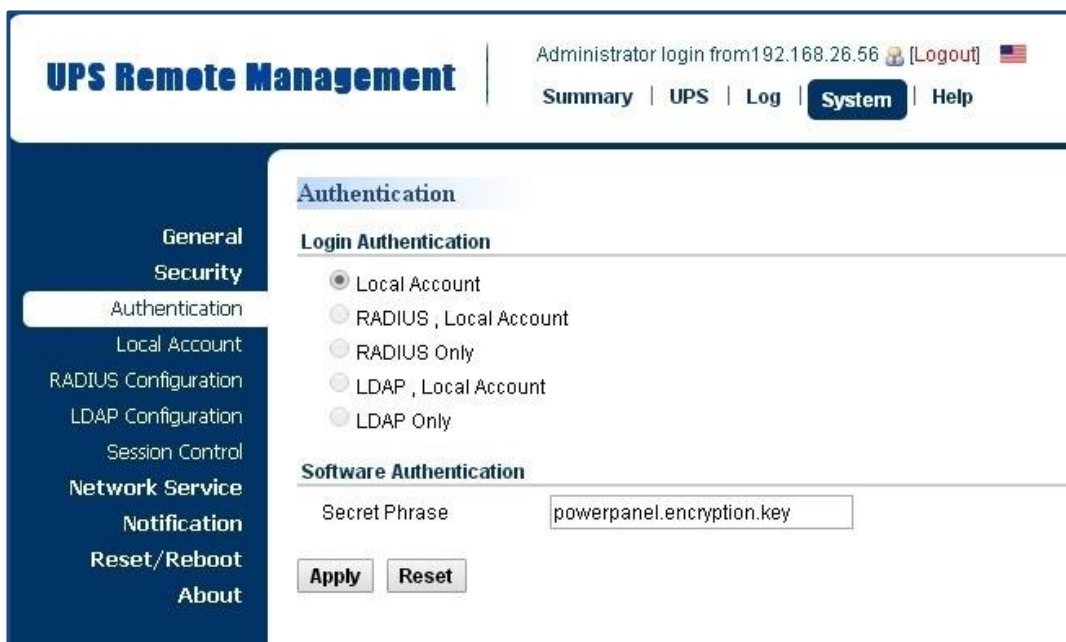 UPS Remote Management
Administrator login from192.168.26.56 [Logout]
Summary | UPS | Log | System | Help
General
Security
Authentication
Local Account
RADIUS Configuration
LDAP Configuration
Session Control
Network Service
Notification
Reset/Reboot
About
Authentication
Login Authentication
Local Account
RADIUS , Local Account
RADIUS Only
LDAP , Local Account
LDAP Only
Software Authentication
Secret Phrase powerpanel.encryption.key
Apply Reset